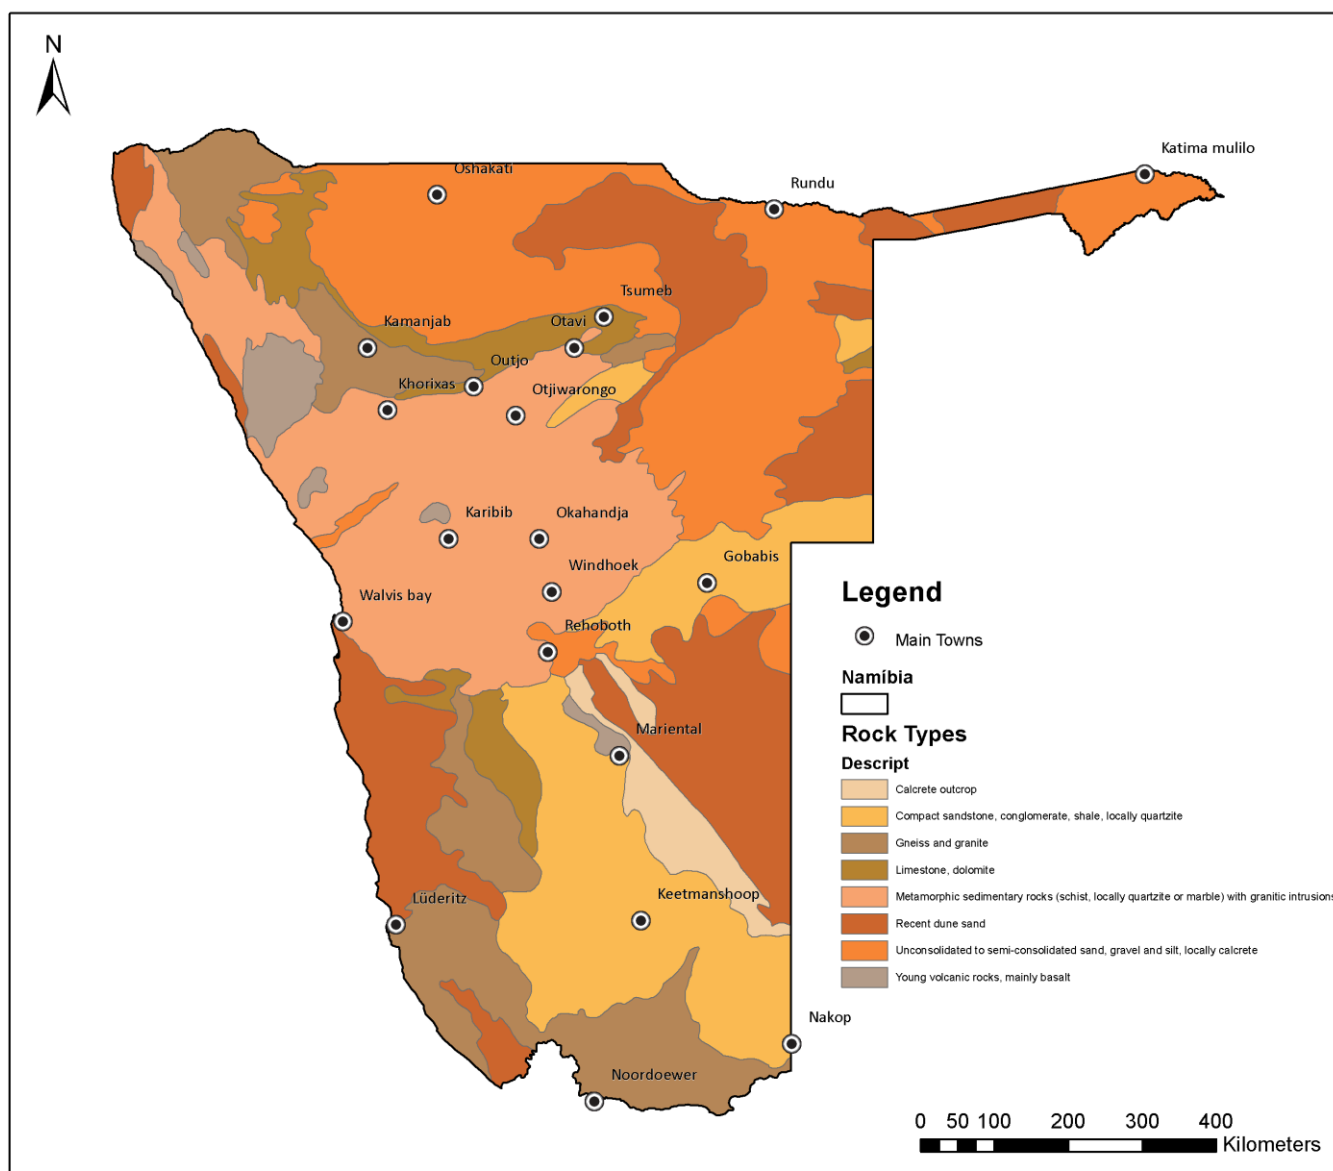 N
Katima mulilo
Oshakati
Rundu
Tsumeb
Kamanjab
Otavi
Outjo
Khorixas
Otjiwarongo
Karibib
Okahandja
Gobabis
Windhoek
Walvis bay
Rehoboth
Mariental
Keetmanshoop
Lüderitz
Nakop
Noordoewer
Legend
Main Towns
Namíbia
Rock Types
Descript
Calcrete outcrop
Compact sandstone, conglomerate, shale, locally quartzite
Gneiss and granite
Limestone, dolomite
Metamorphic sedimentary rocks (schist, locally quartzite or marble) with granitic intrusions
Recent dune sand
Unconsolidated to semi-consolidated sand, gravel and silt, locally calcrete
Young volcanic rocks, mainly basalt
0 50 100 200 300 400
Kilometers